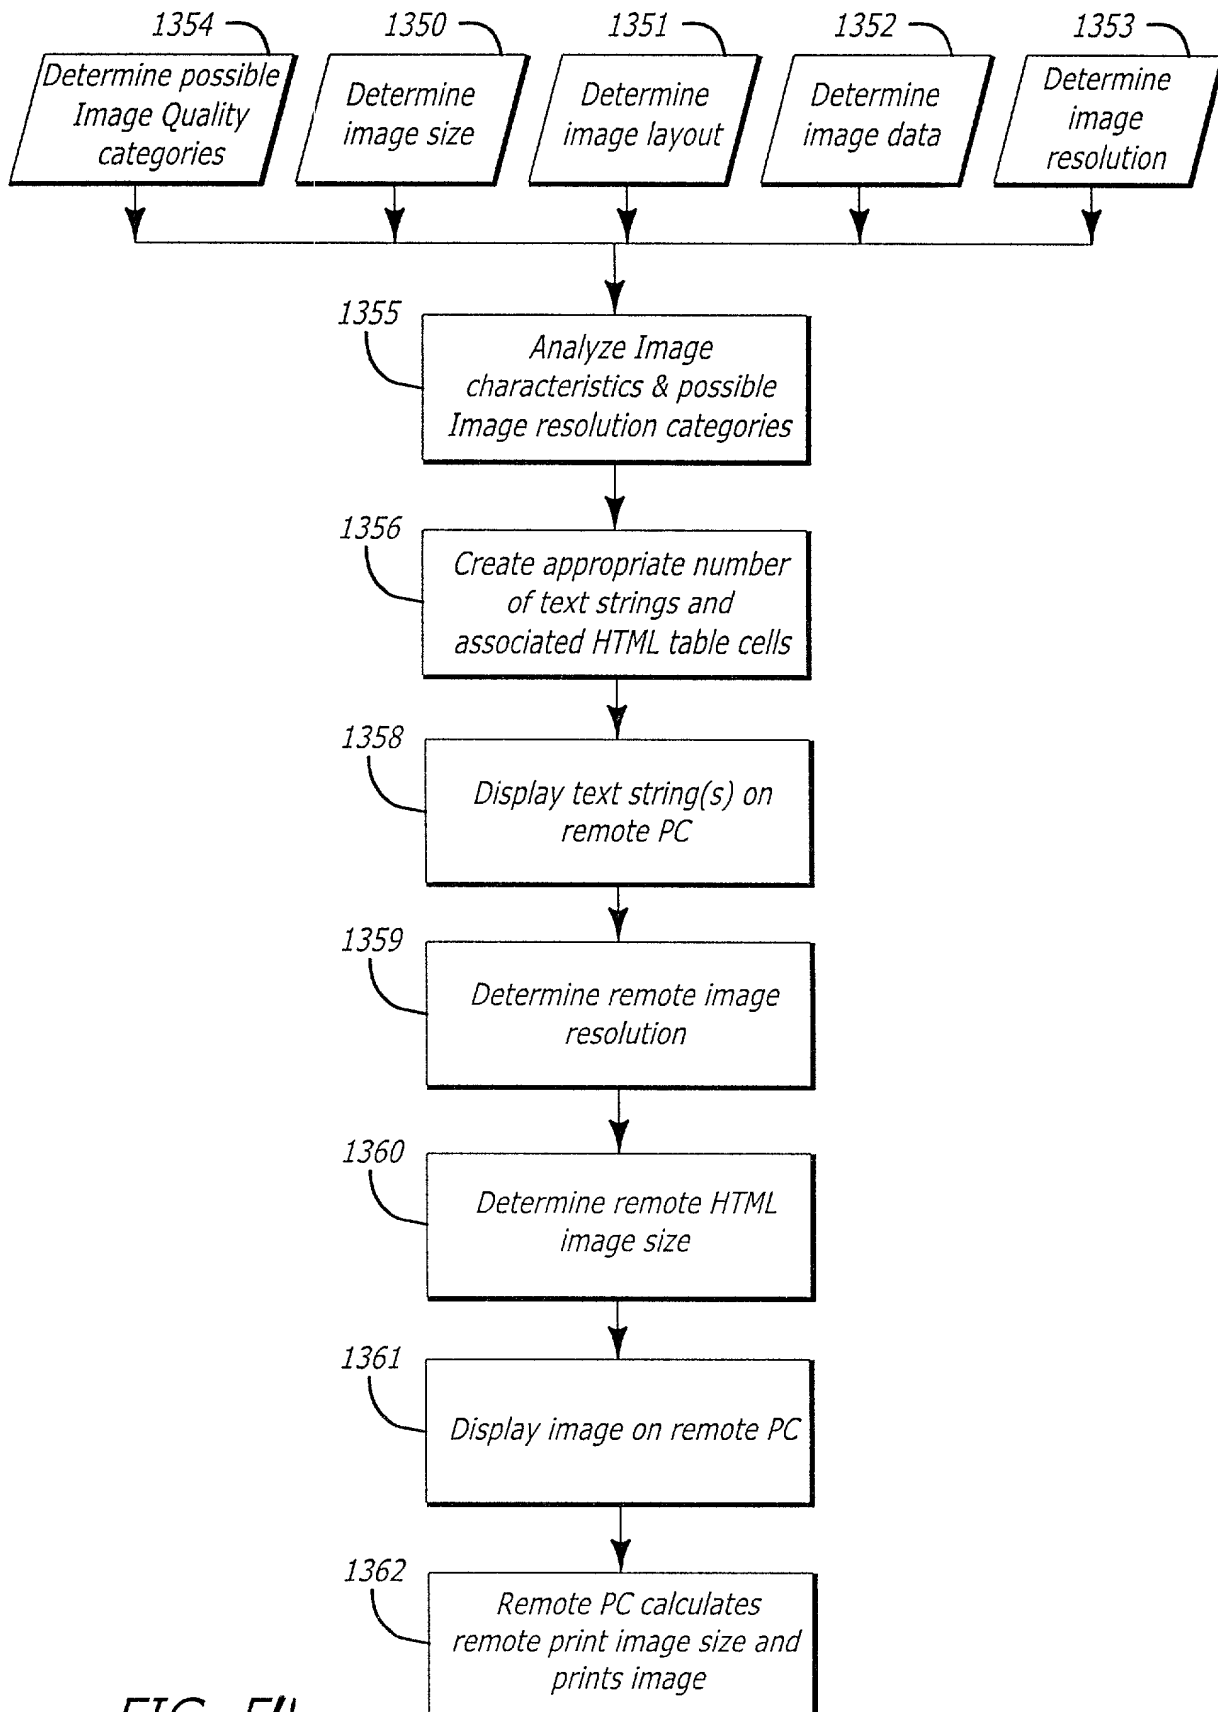 1354
1350
1351
1352
1353
Determine possible
Image Quality
categories
Determine
image size
Determine
image layout
Determine
image data
Determine
image
resolution
1355
Analyze Image
characteristics & possible
Image resolution categories
1356
Create appropriate number
of text strings and
associated HTML table cells
1358
Display text string(s) on
remote PC
1359
Determine remote image
resolution
1360
Determine remote HTML
image size
1361
Display image on remote PC
1362
Remote PC calculates
remote print image size and
prints image
FIG.